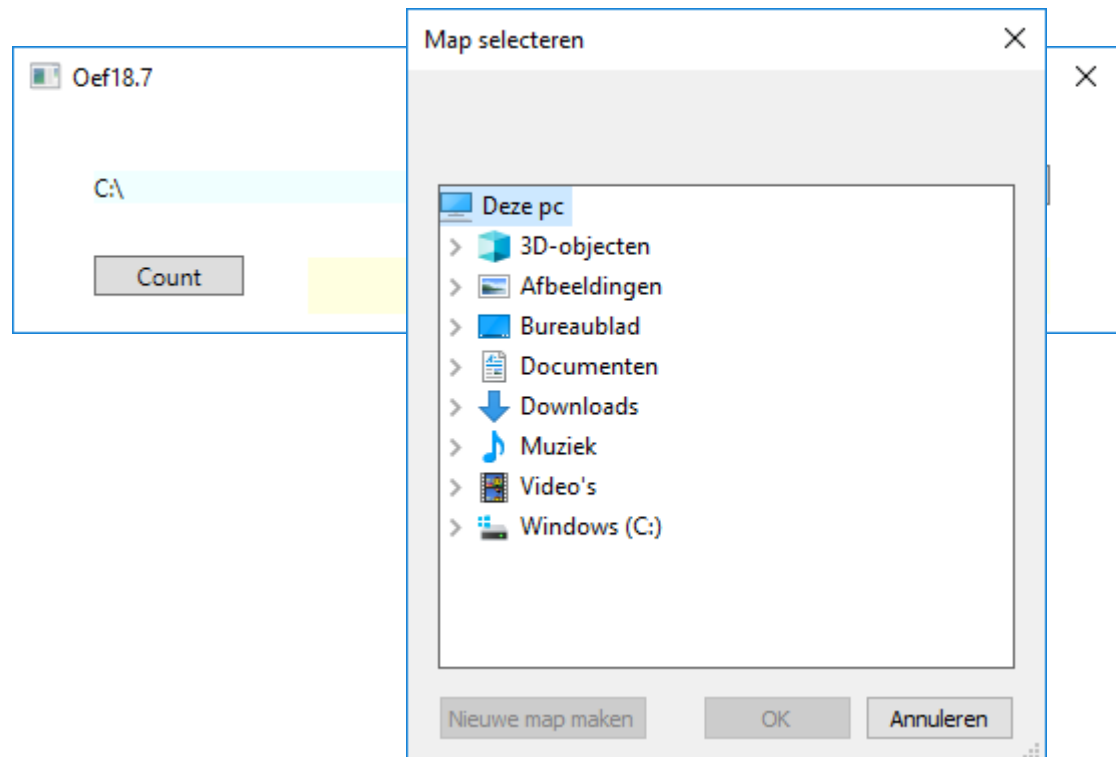 Map selecteren
Oef18.7
C:\
Count
Deze pc
3D-objecten
Afbeeldingen
Bureaublad
Documenten
Downloads
Muziek
Video's
Windows (C:)
Nieuwe map maken OK Annuleren